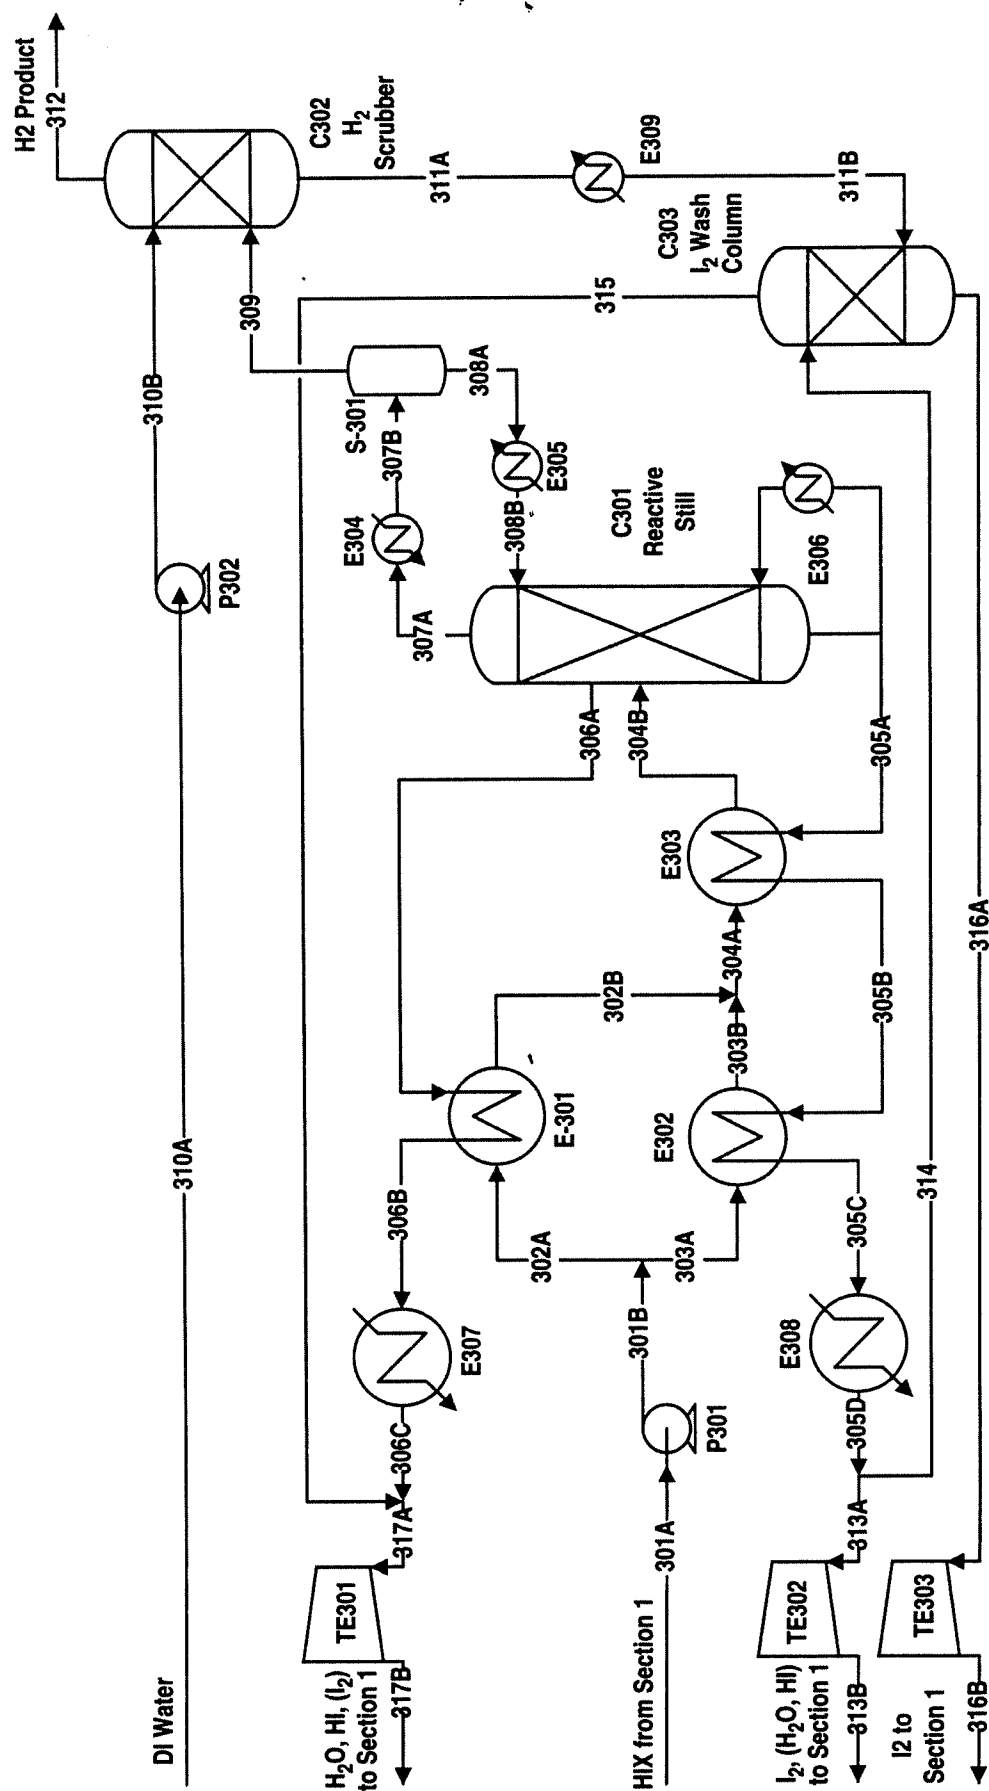 H2 Product
312
C302
H2
Scrubber
311A
E309
311B
C303
I2 Wash
Column
315
309
310B
S-301
308A
307B
E304
E305
308B
C301
Reactive
Still
E306
307A
P302
306A
304B
305A
E303
304A
302B
303B
305B
316A
E-301
E302
310A
314
306B
302A
303A
305C
301B
E307
E308
306C
305D
P301
317A
301A
313A
TE301
TE302
TE303
DI Water
H2O, HI, (I2)
to Section 1
317B
HIX from Section 1
I2, (H2O, HI)
to Section 1
313B
I2 to
Section 1
316B